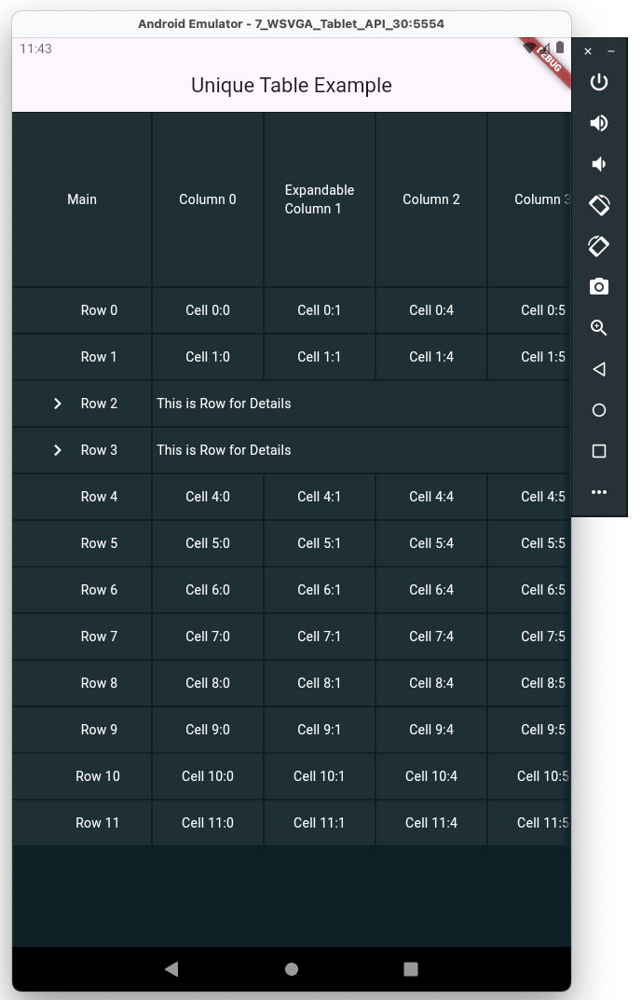 Android Emulator - 7_WSVGA_Tablet_API_30:5554
11:43
DEBUG
Unique Table Example
Main Column 0 Expandable Column 1 Column 2 Column 3
Row 0 Cell 0:0 Cell 0:1 Cell 0:4 Cell 0:5
Row 1 Cell 1:0 Cell 1:1 Cell 1:4 Cell 1:5
Row 2 This is Row for Details
Row 3 This is Row for Details
Row 4 Cell 4:0 Cell 4:1 Cell 4:4 Cell 4:5
Row 5 Cell 5:0 Cell 5:1 Cell 5:4 Cell 5:5
Row 6 Cell 6:0 Cell 6:1 Cell 6:4 Cell 6:5
Row 7 Cell 7:0 Cell 7:1 Cell 7:4 Cell 7:5
Row 8 Cell 8:0 Cell 8:1 Cell 8:4 Cell 8:5
Row 9 Cell 9:0 Cell 9:1 Cell 9:4 Cell 9:5
Row 10 Cell 10:0 Cell 10:1 Cell 10:4 Cell 10:5
Row 11 Cell 11:0 Cell 11:1 Cell 11:4 Cell 11:5